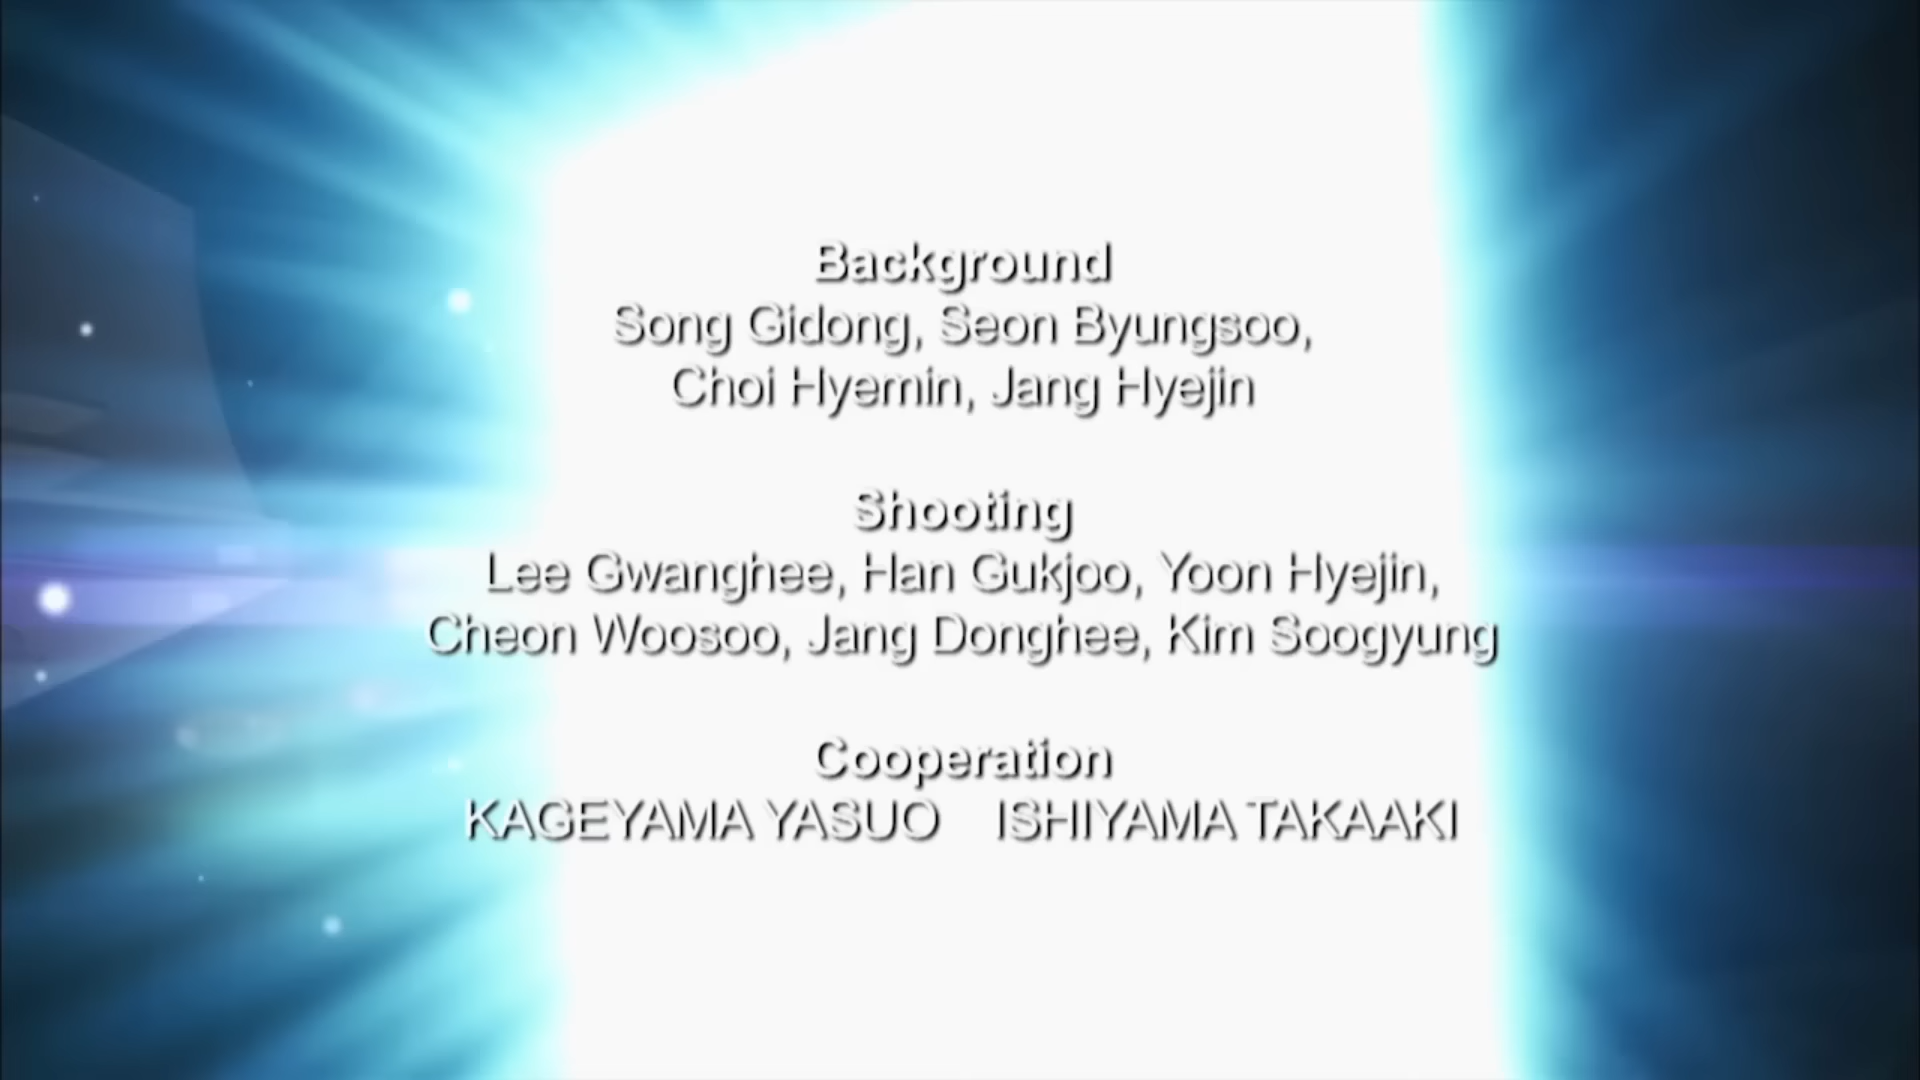 Background
Song Gidong, Seon Byungsoo,
Choi Hyemin, Jang Hyejin
Shooting
Lee Gwanghee, Han Gukjoo, Yoon Hyejin,
Cheon Woosoo, Jang Donghee, Kim Soogyung
Cooperation
KAGEYAMA YASUO ISHIYAMA TAKAAKI